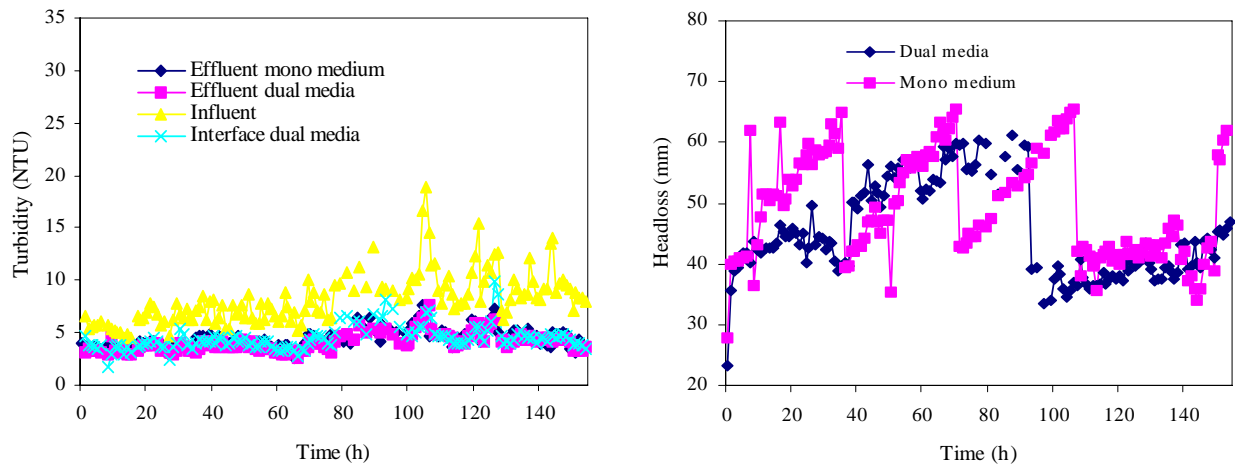 35
30
25
20
15
10
5
0
Turbidity (NTU)
Effluent mono medium
Effluent dual media
Influent
Interface dual media
0 20 40 60 80 100 120 140
Time (h)
80
70
60
50
40
30
20
Headloss (mm)
Dual media
Mono medium
0 20 40 60 80 100 120 140
Time (h)